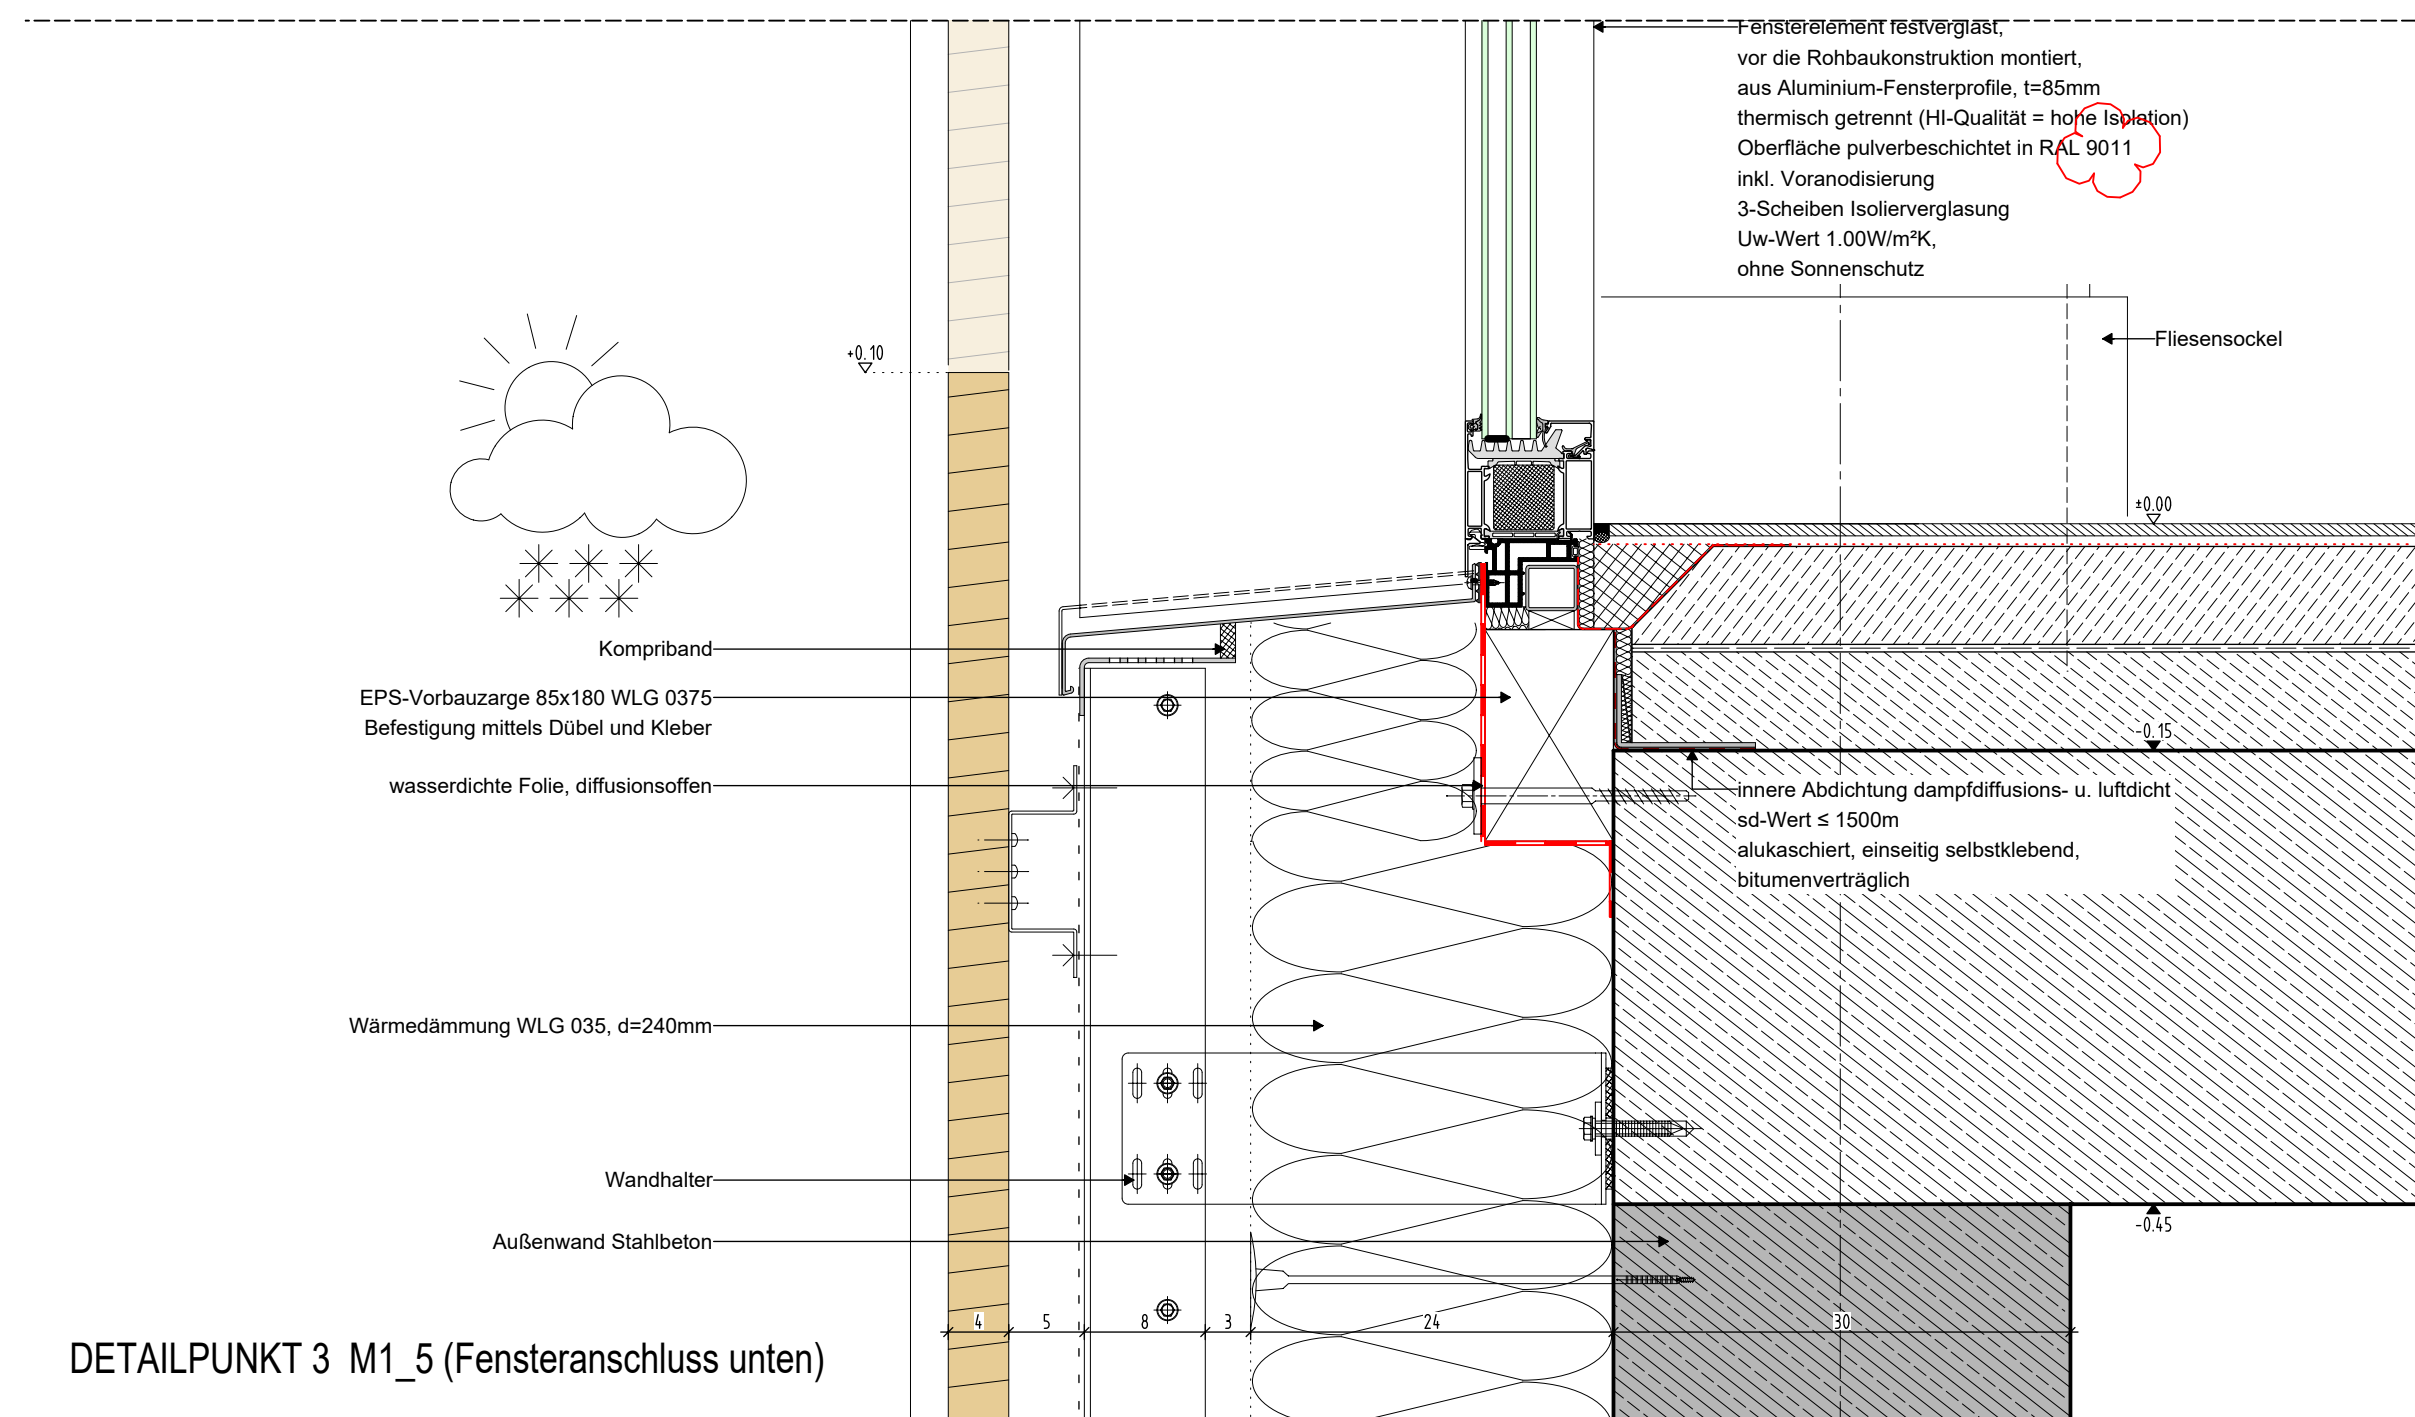 Fensterelement festverglast,
vor die Rohbaukonstruktion montiert,
aus Aluminium-Fensterprofile, t=85mm
thermisch getrennt (HI-Qualität = hohe Isolation)
Oberfläche pulverbeschichtet in RAL 9011
inkl. Voranodisierung
3-Scheiben Isolierverglasung
Uw-Wert 1.00W/m²K,
ohne Sonnenschutz
Fliesensockel
+0.10
±0.00
Kompriband
EPS-Vorbauzarge 85x180 WLG 0375
Befestigung mittels Dübel und Kleber
wasserdichte Folie, diffusionsoffen
-0.15
innere Abdichtung dampfdiffusions- u. luftdicht
sd-Wert ≤ 1500m
alukaschiert, einseitig selbstklebend,
bitumenverträglich
Wärmedämmung WLG 035, d=240mm
Wandhalter
-0.45
Außenwand Stahlbeton
4 5 8 3 24 30
DETAILPUNKT 3 M1_5 (Fensteranschluss unten)